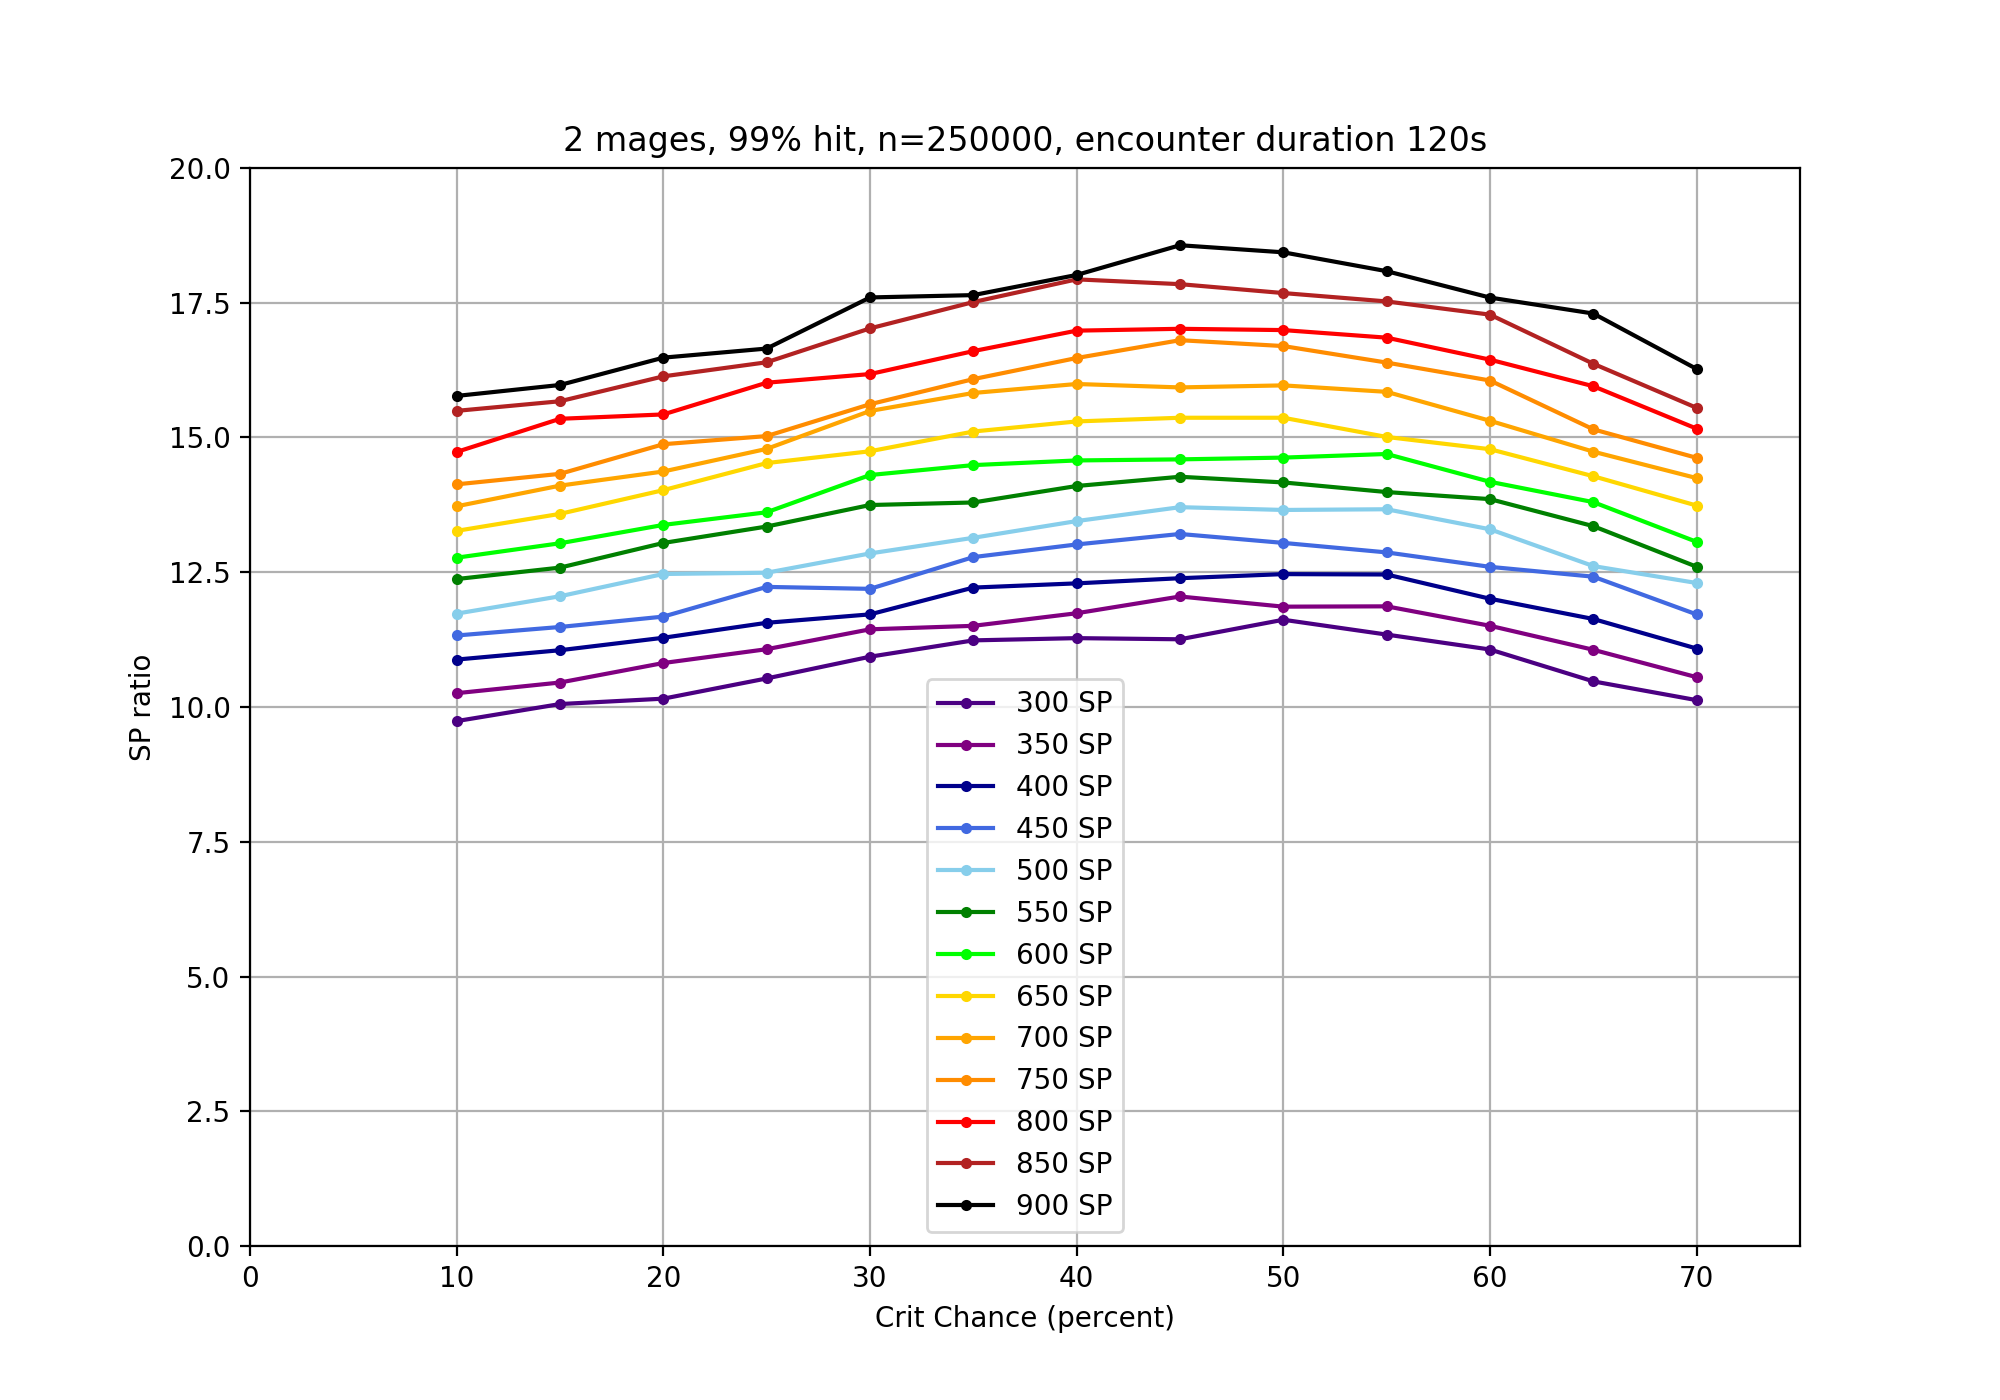 2 mages, 99% hit, n=250000, encounter duration 120s
20.0
17.5
15.0
12.5
10.0
7.5
5.0
2.5
0.0
SP ratio
300 SP
350 SP
400 SP
450 SP
500 SP
550 SP
600 SP
650 SP
700 SP
750 SP
800 SP
850 SP
900 SP
0 10 20 30 40 50 60 70
Crit Chance (percent)